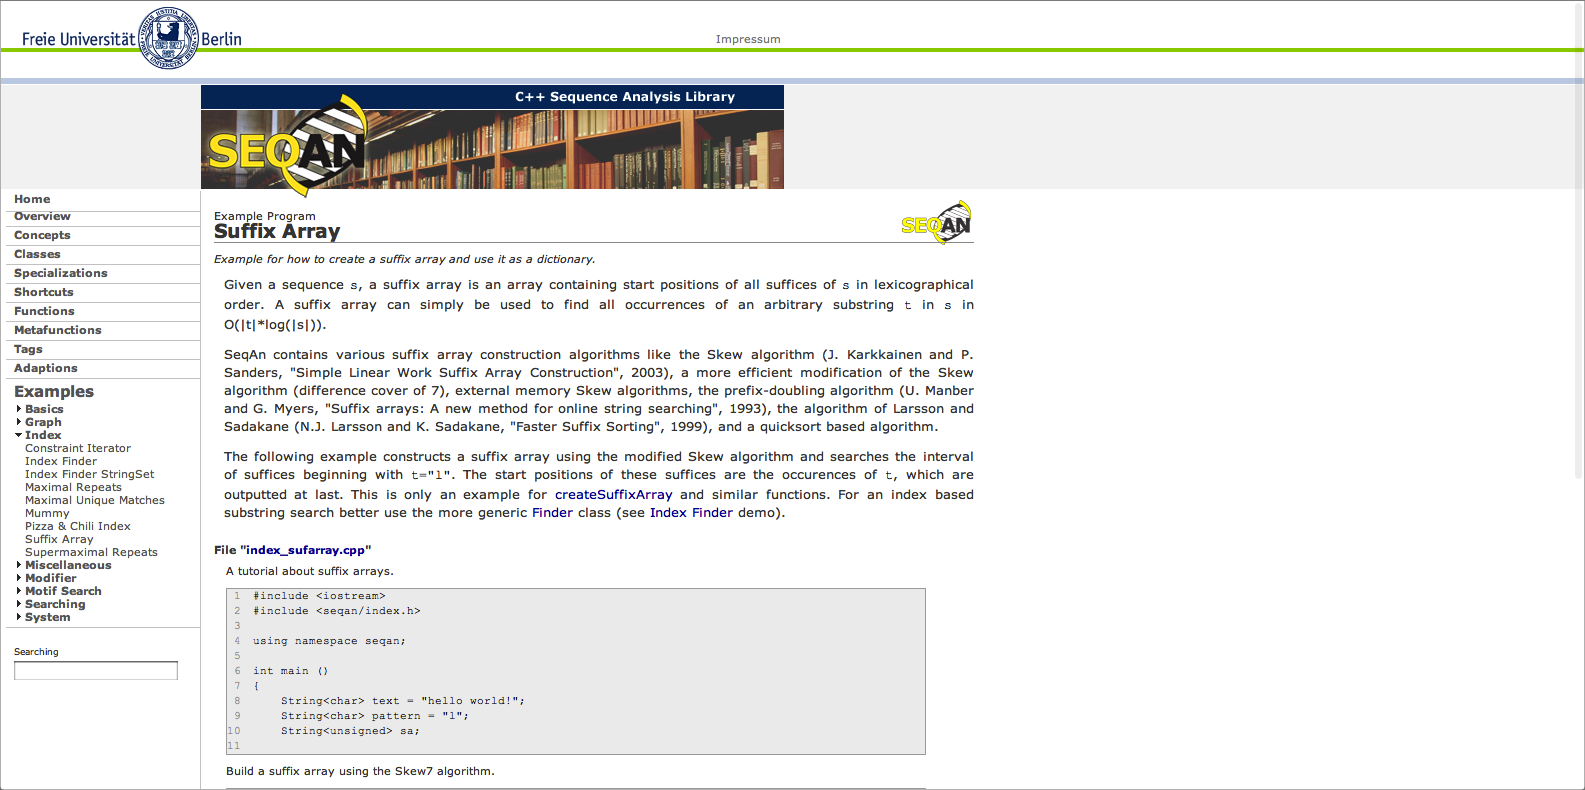 Freie Universität Berlin
Impressum
C++ Sequence Analysis Library
SEQAN
Home
Overview
Concepts
Classes
Specializations
Shortcuts
Functions
Metafunctions
Tags
Adaptions
Examples
Basics
Graph
Index
Constraint Iterator
Index Finder
Index Finder StringSet
Maximal Repeats
Maximal Unique Matches
Mummy
Pizza & Chili Index
Suffix Array
Supermaximal Repeats
Miscellaneous
Modifier
Motif Search
Searching
System
Searching
Example Program
Suffix Array
SEQAN
Example for how to create a suffix array and use it as a dictionary.
Given a sequence s, a suffix array is an array containing start positions of all suffices of s in lexicographical
order. A suffix array can simply be used to find all occurrences of an arbitrary substring t in s in
O(|t|*log(|s|)).
SeqAn contains various suffix array construction algorithms like the Skew algorithm (J. Karkkainen and P.
Sanders, "Simple Linear Work Suffix Array Construction", 2003), a more efficient modification of the Skew
algorithm (difference cover of 7), external memory Skew algorithms, the prefix-doubling algorithm (U. Manber
and G. Myers, "Suffix arrays: A new method for online string searching", 1993), the algorithm of Larsson and
Sadakane (N.J. Larsson and K. Sadakane, "Faster Suffix Sorting", 1999), and a quicksort based algorithm.
The following example constructs a suffix array using the modified Skew algorithm and searches the interval
of suffices beginning with t="l". The start positions of these suffices are the occurences of t, which are
outputted at last. This is only an example for createSuffixArray and similar functions. For an index based
substring search better use the more generic Finder class (see Index Finder demo).
File "index_sufarray.cpp"
A tutorial about suffix arrays.
1 #include <iostream>
2 #include <seqan/index.h>
3
4 using namespace seqan;
5
6 int main ()
7 {
8 String<char> text = "hello world!";
9 String<char> pattern = "l";
10 String<unsigned> sa;
11
Build a suffix array using the Skew7 algorithm.